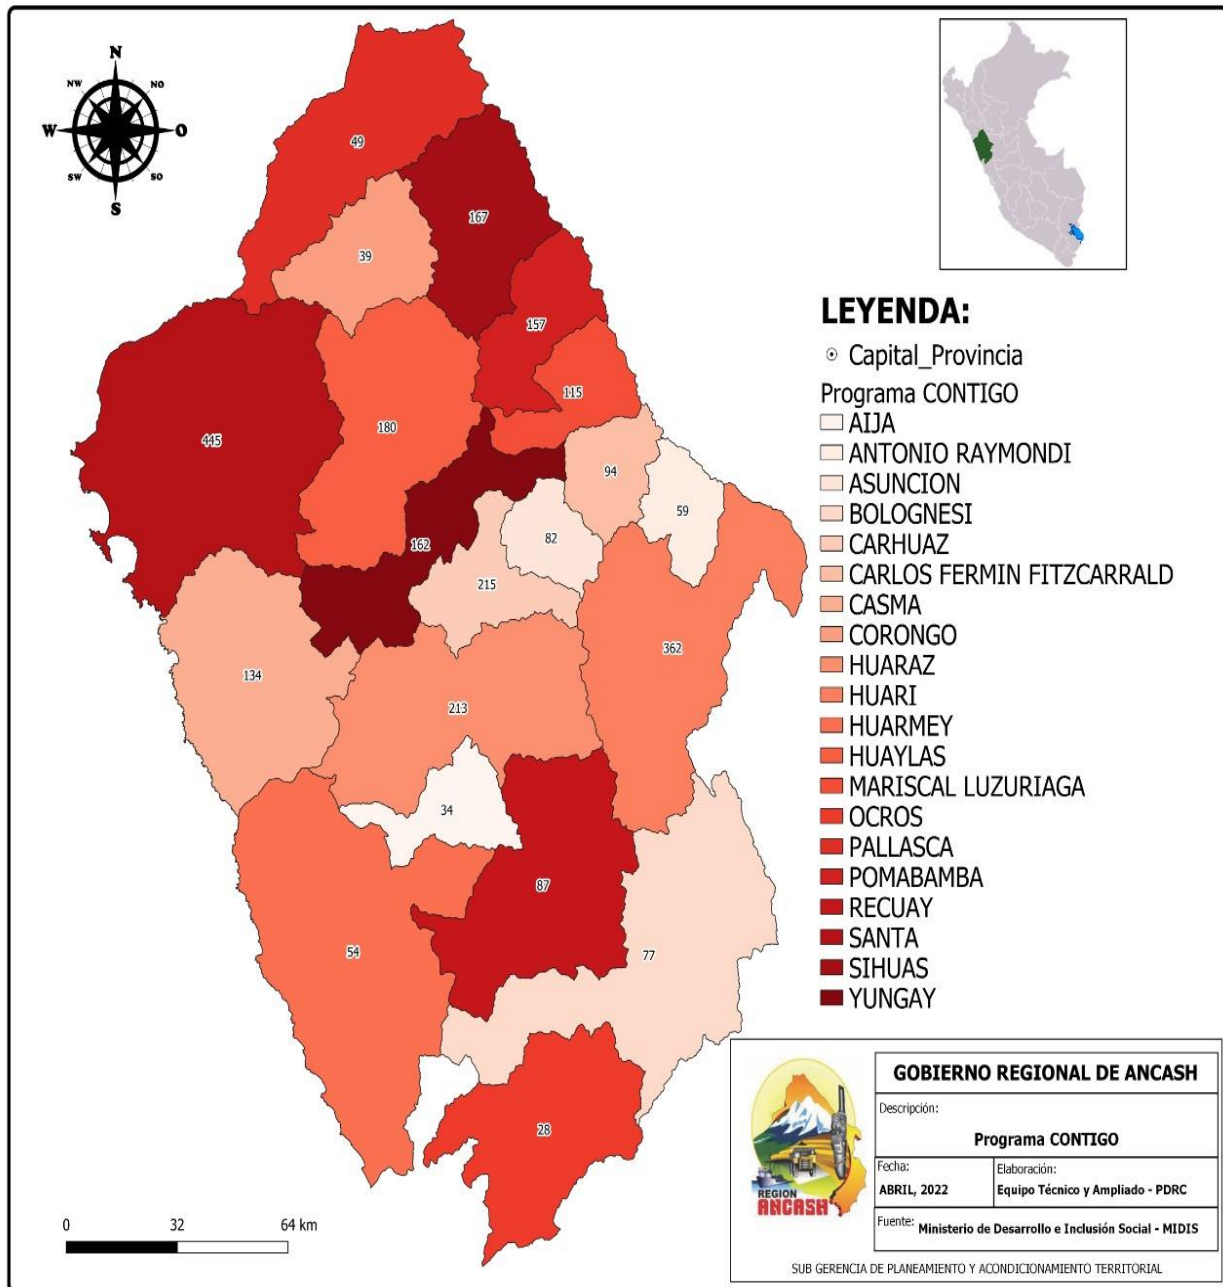 N
NW
NO
W
O
SW
SO
S
49
167
39
157
115
445
180
94
59
162
82
215
362
134
213
34
87
54
77
28
0 32 64 km
LEYENDA:
Capital_Provincia
Programa CONTIGO
AIJA
ANTONIO RAYMONDI
ASUNCION
BOLOGNESI
CARHUAZ
CARLOS FERMIN FITZCARRALD
CASMA
CORONGO
HUARAZ
HUARI
HUARMEY
HUAYLAS
MARISCAL LUZURIAGA
OCROS
PALLASCA
POMABAMBA
RECUAY
SANTA
SIHUAS
YUNGAY
REGION
ANCASH
GOBIERNO REGIONAL DE ANCASH
Descripción:
Programa CONTIGO
Fecha:
ABRIL, 2022
Elaboración:
Equipo Técnico y Ampliado - PDRC
Fuente: Ministerio de Desarrollo e Inclusión Social - MIDIS
SUB GERENCIA DE PLANEAMIENTO Y ACONDICIONAMIENTO TERRITORIAL